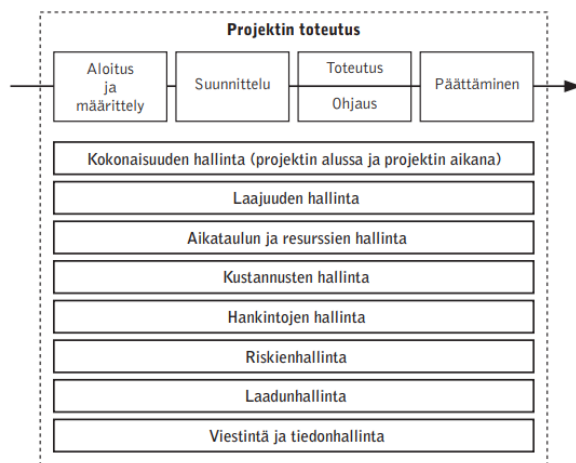 Projektin toteutus
Aloitus
ja
määrittely
Suunnittelu
Toteutus
Ohjaus
Päättäminen
Kokonaisuuden hallinta (projektin alussa ja projektin aikana)
Laajuuden hallinta
Aikataulun ja resurssien hallinta
Kustannusten hallinta
Hankintojen hallinta
Riskienhallinta
Laadunhallinta
Viestintä ja tiedonhallinta